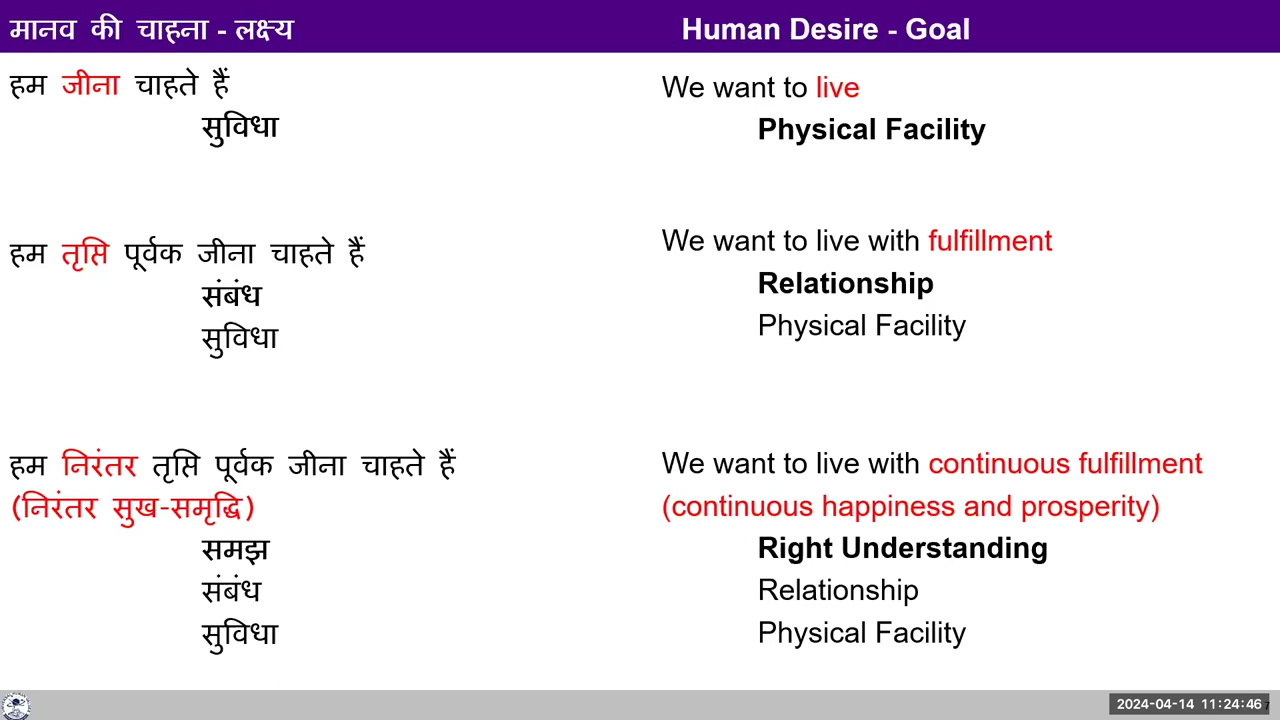 मानव की चाहना - लक्ष्य
Human Desire - Goal
हम जीना चाहते हैं
सुविधा
We want to live
Physical Facility
हम तृप्ति पूर्वक जीना चाहते हैं
संबंध
सुविधा
We want to live with fulfillment
Relationship
Physical Facility
हम निरंतर तृप्ति पूर्वक जीना चाहते हैं
(निरंतर सुख-समृद्धि)
समझ
संबंध
सुविधा
We want to live with continuous fulfillment
(continuous happiness and prosperity)
Right Understanding
Relationship
Physical Facility
2024-04-14 11:24:46
7